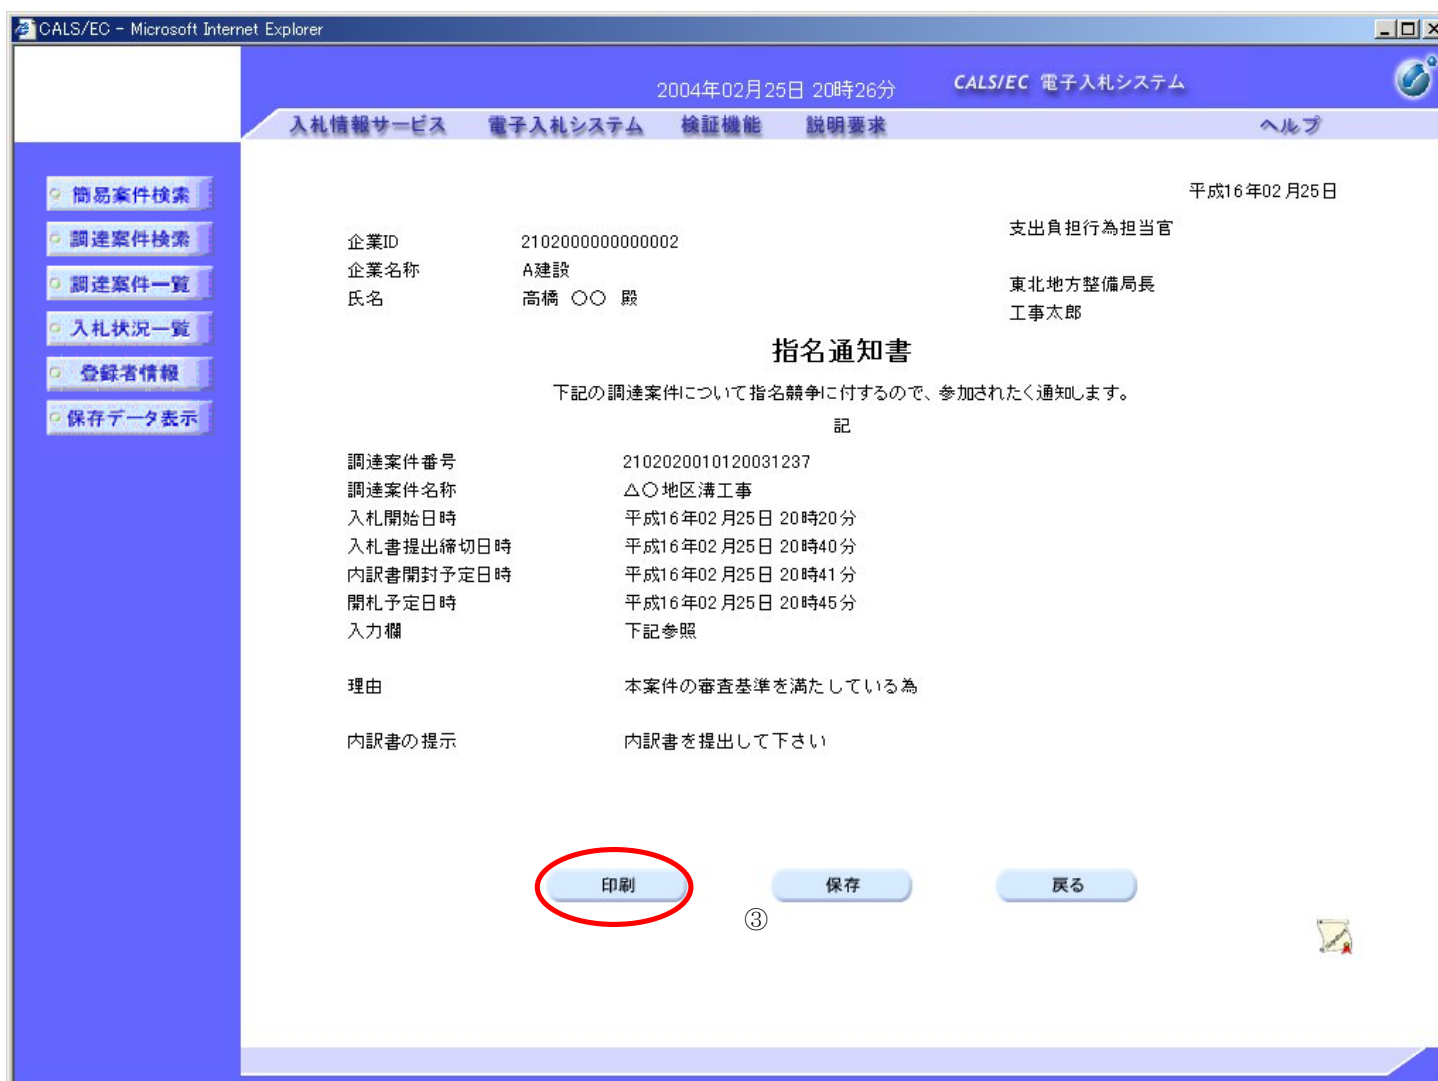 CALS/EC - Microsoft Internet Explorer
2004年02月25日 20時26分
CALS/EC 電子入札システム
入札情報サービス 電子入札システム 検証機能 説明要求 ヘルプ
簡易案件検索
調達案件検索
調達案件一覧
入札状況一覧
登録者情報
保存データ表示
平成16年02月25日
支出負担行為担当官
企業ID 2102000000000002
企業名称 A建設
氏名 高橋 〇〇 殿
東北地方整備局長
工事太郎
指名通知書
下記の調達案件について指名競争に付するので、参加されたく通知します。
記
調達案件番号 2102020010120031237
調達案件名称 △〇地区溝工事
入札開始日時 平成16年02月25日 20時20分
入札書提出締切日時 平成16年02月25日 20時40分
内訳書開封予定日時 平成16年02月25日 20時41分
開札予定日時 平成16年02月25日 20時45分
入力欄 下記参照
理由 本案件の審査基準を満たしている為
内訳書の提示 内訳書を提出して下さい
印刷 保存 戻る
③